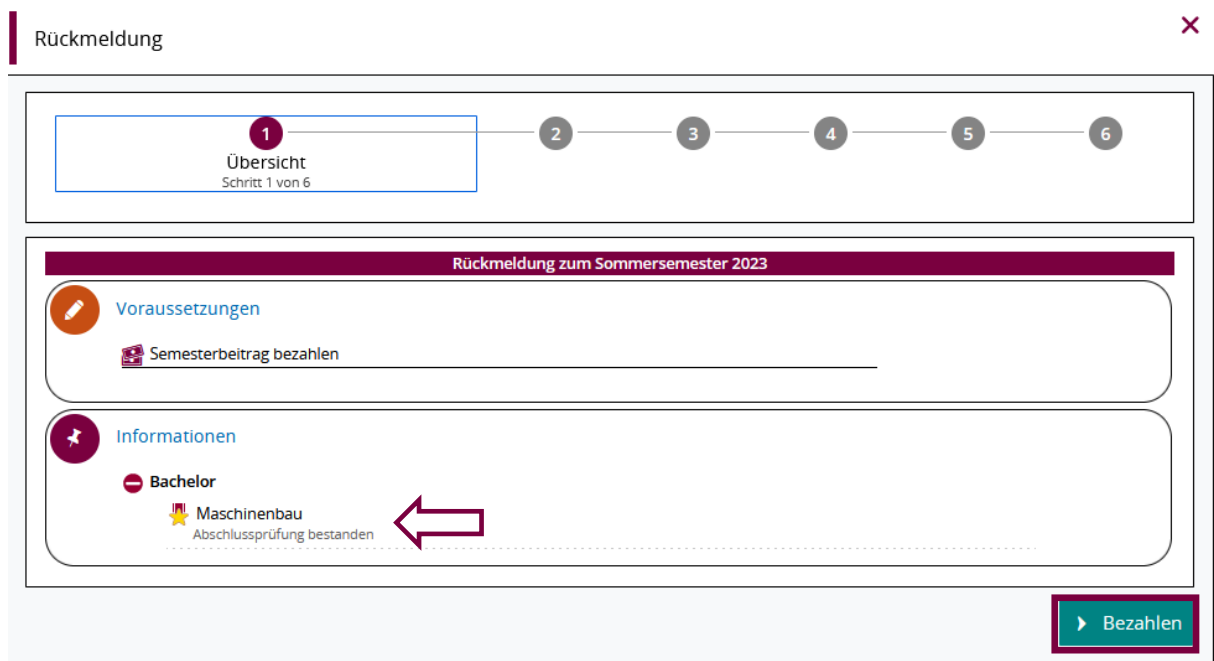 Rückmeldung
1
2
3
4
5
6
Übersicht
Schritt 1 von 6
Rückmeldung zum Sommersemester 2023
Voraussetzungen
Semesterbeitrag bezahlen
Informationen
Bachelor
Maschinenbau
Abschlussprüfung bestanden
Bezahlen